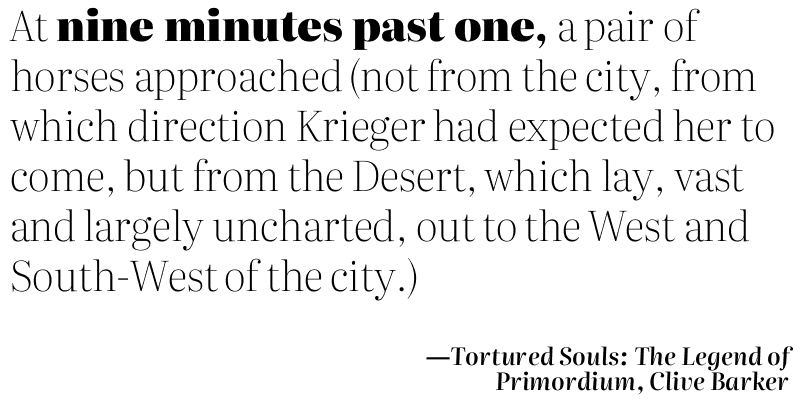 At nine minutes past one, a pair of
horses approached (not from the city, from
which direction Krieger had expected her to
come, but from the Desert, which lay, vast
and largely uncharted, out to the West and
South-West of the city.)
—Tortured Souls: The Legend of
Primordium, Clive Barker